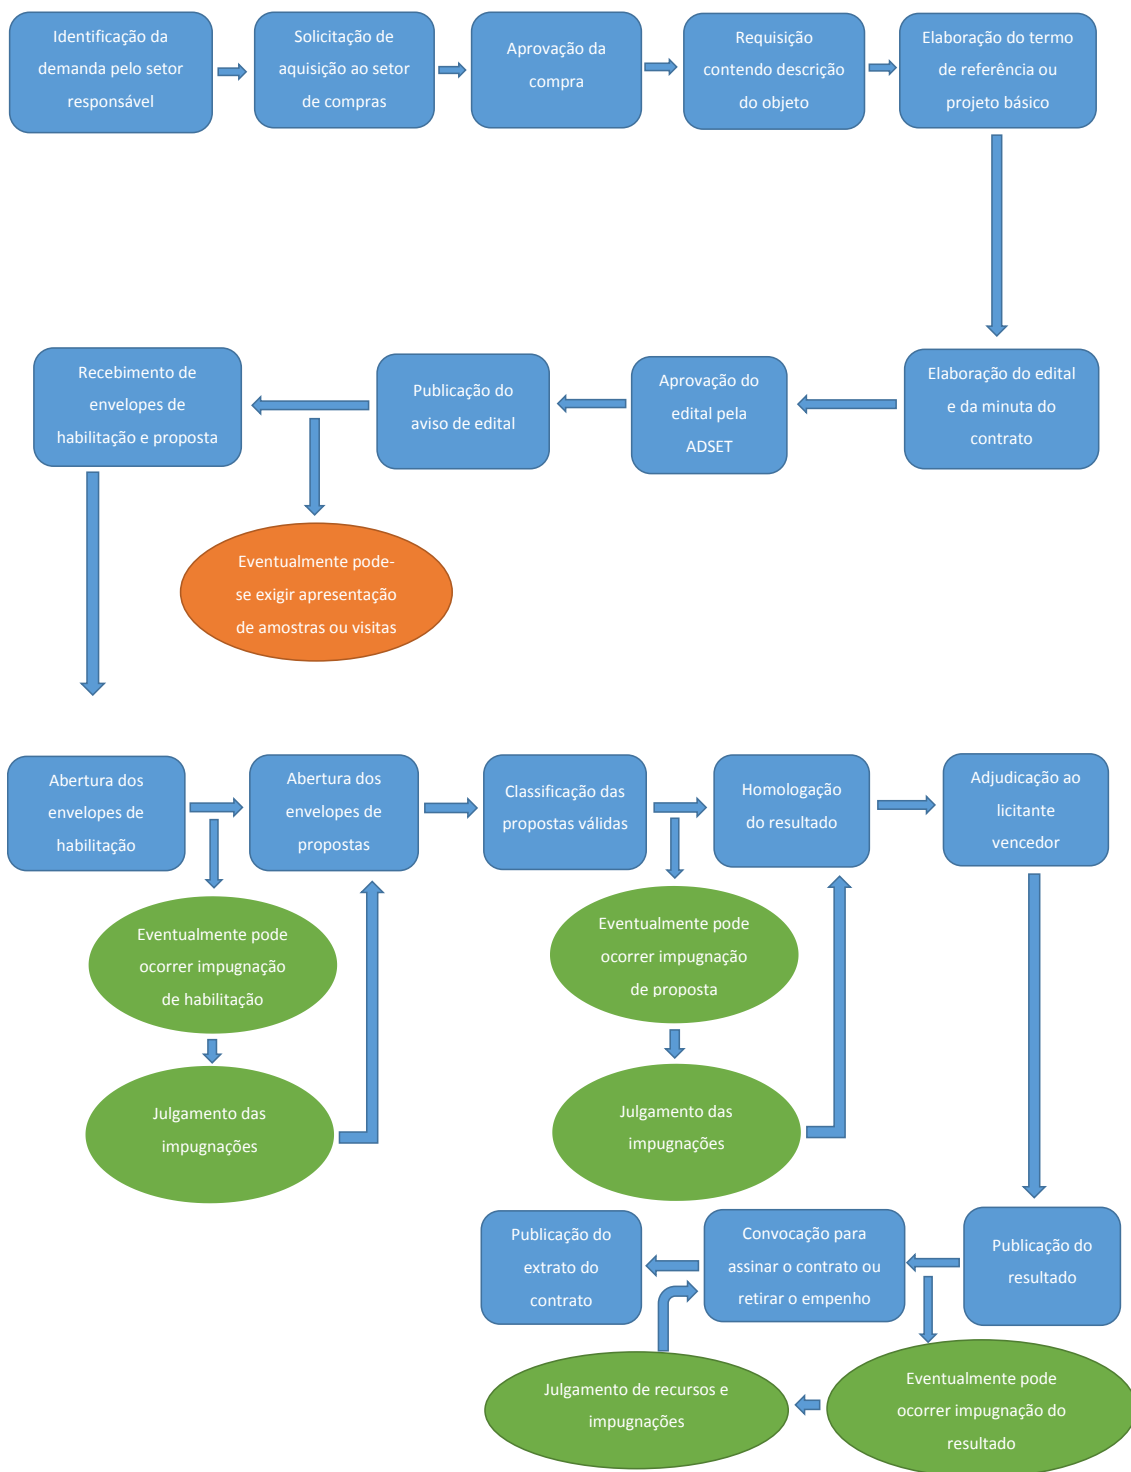 Identificação da
demanda pelo setor
responsável
Solicitação de
aquisição ao setor
de compras
Aprovação da
compra
Requisição
contendo descrição
do objeto
Elaboração do termo
de referência ou
projeto básico
Elaboração do edital
e da minuta do
contrato
Aprovação do
edital pela
ADSET
Publicação do
aviso de edital
Recebimento de
envelopes de
habilitação e proposta
Eventualmente pode-
se exigir apresentação
de amostras ou visitas
Abertura dos
envelopes de
habilitação
Abertura dos
envelopes de
propostas
Classificação das
propostas válidas
Homologação
do resultado
Adjudicação ao
licitante
vencedor
Eventualmente pode
ocorrer impugnação
de habilitação
Julgamento das
impugnações
Eventualmente pode
ocorrer impugnação
de proposta
Julgamento das
impugnações
Publicação do
resultado
Convocação para
assinar o contrato ou
retirar o empenho
Publicação do
extrato do
contrato
Eventualmente pode
ocorrer impugnação do
resultado
Julgamento de recursos e
impugnações